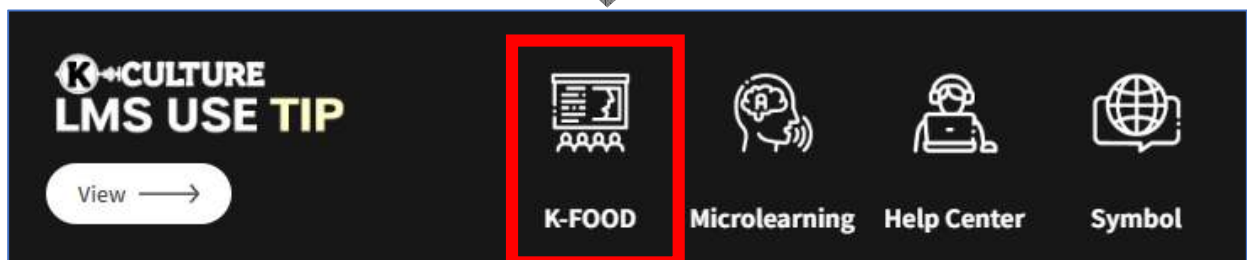 K CULTURE
LMS USE TIP
View
K-FOOD
Microlearning
Help Center
Symbol